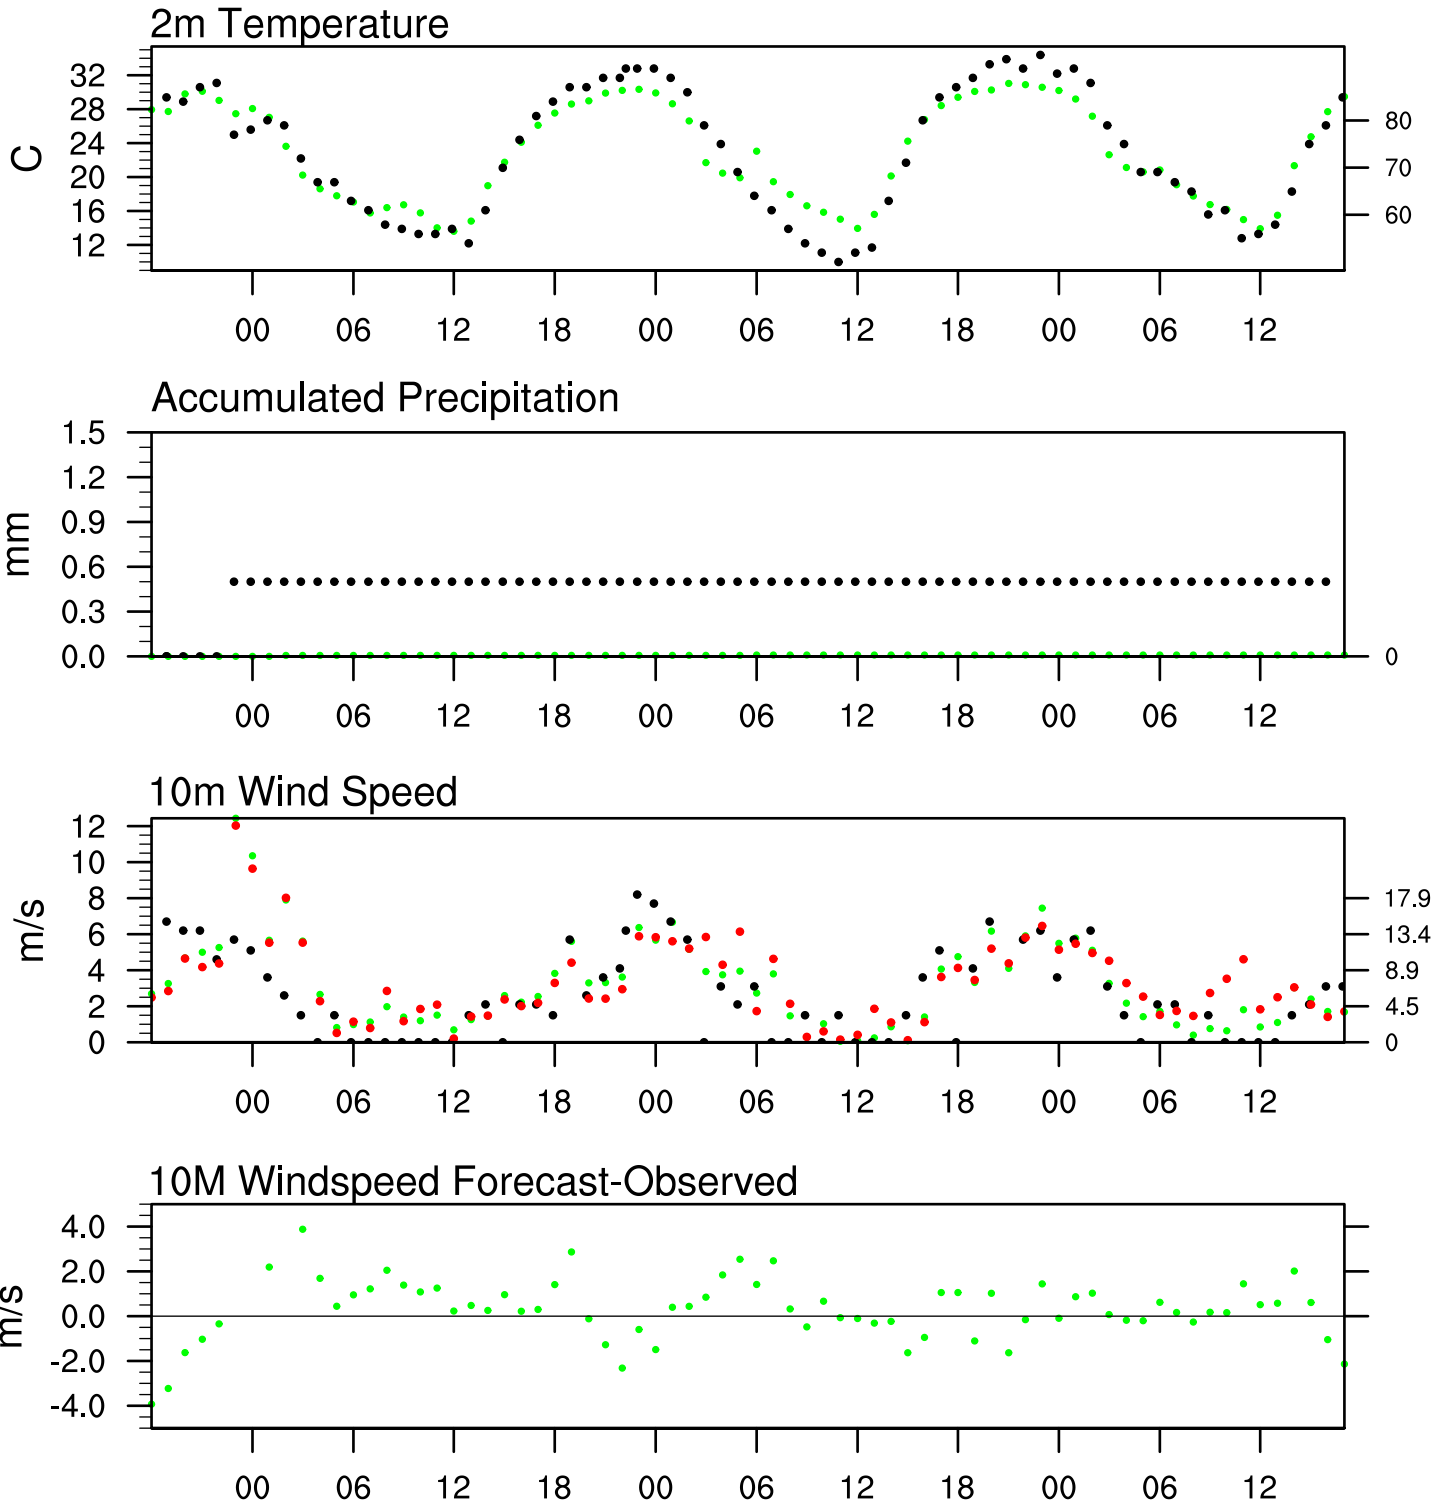 2m Temperature
C
32
28
24
20
16
12
80
70
60
00 06 12 18 00 06 12 18 00 06 12
Accumulated Precipitation
mm
1.5
1.2
0.9
0.6
0.3
0.0
0
00 06 12 18 00 06 12 18 00 06 12
10m Wind Speed
m/s
12
10
8
6
4
2
0
17.9
13.4
8.9
4.5
0
00 06 12 18 00 06 12 18 00 06 12
10M Windspeed Forecast-Observed
m/s
4.0
2.0
0.0
-2.0
-4.0
00 06 12 18 00 06 12 18 00 06 12